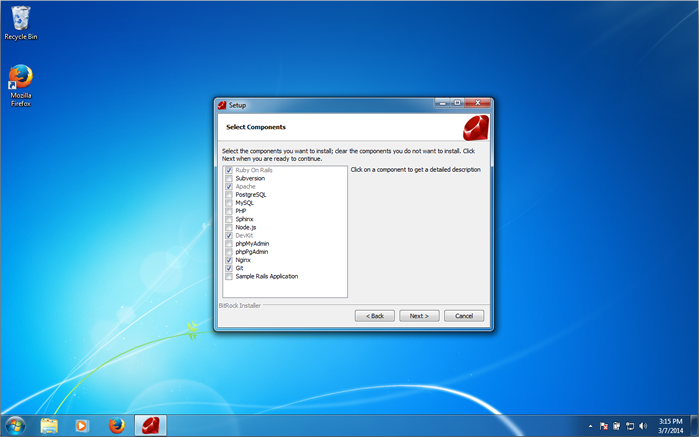 Recycle Bin
Mozilla
Firefox
Setup
Select Components
Select the components you want to install; clear the components you do not want to install. Click
Next when you are ready to continue.
Ruby On Rails
Subversion
Apache
PostgreSQL
MySQL
PHP
Sphinx
Node.js
DevKit
phpMyAdmin
phpPgAdmin
Nginx
Git
Sample Rails Application
Click on a component to get a detailed description
BitRock Installer
< Back
Next >
Cancel
3:15 PM
3/7/2014